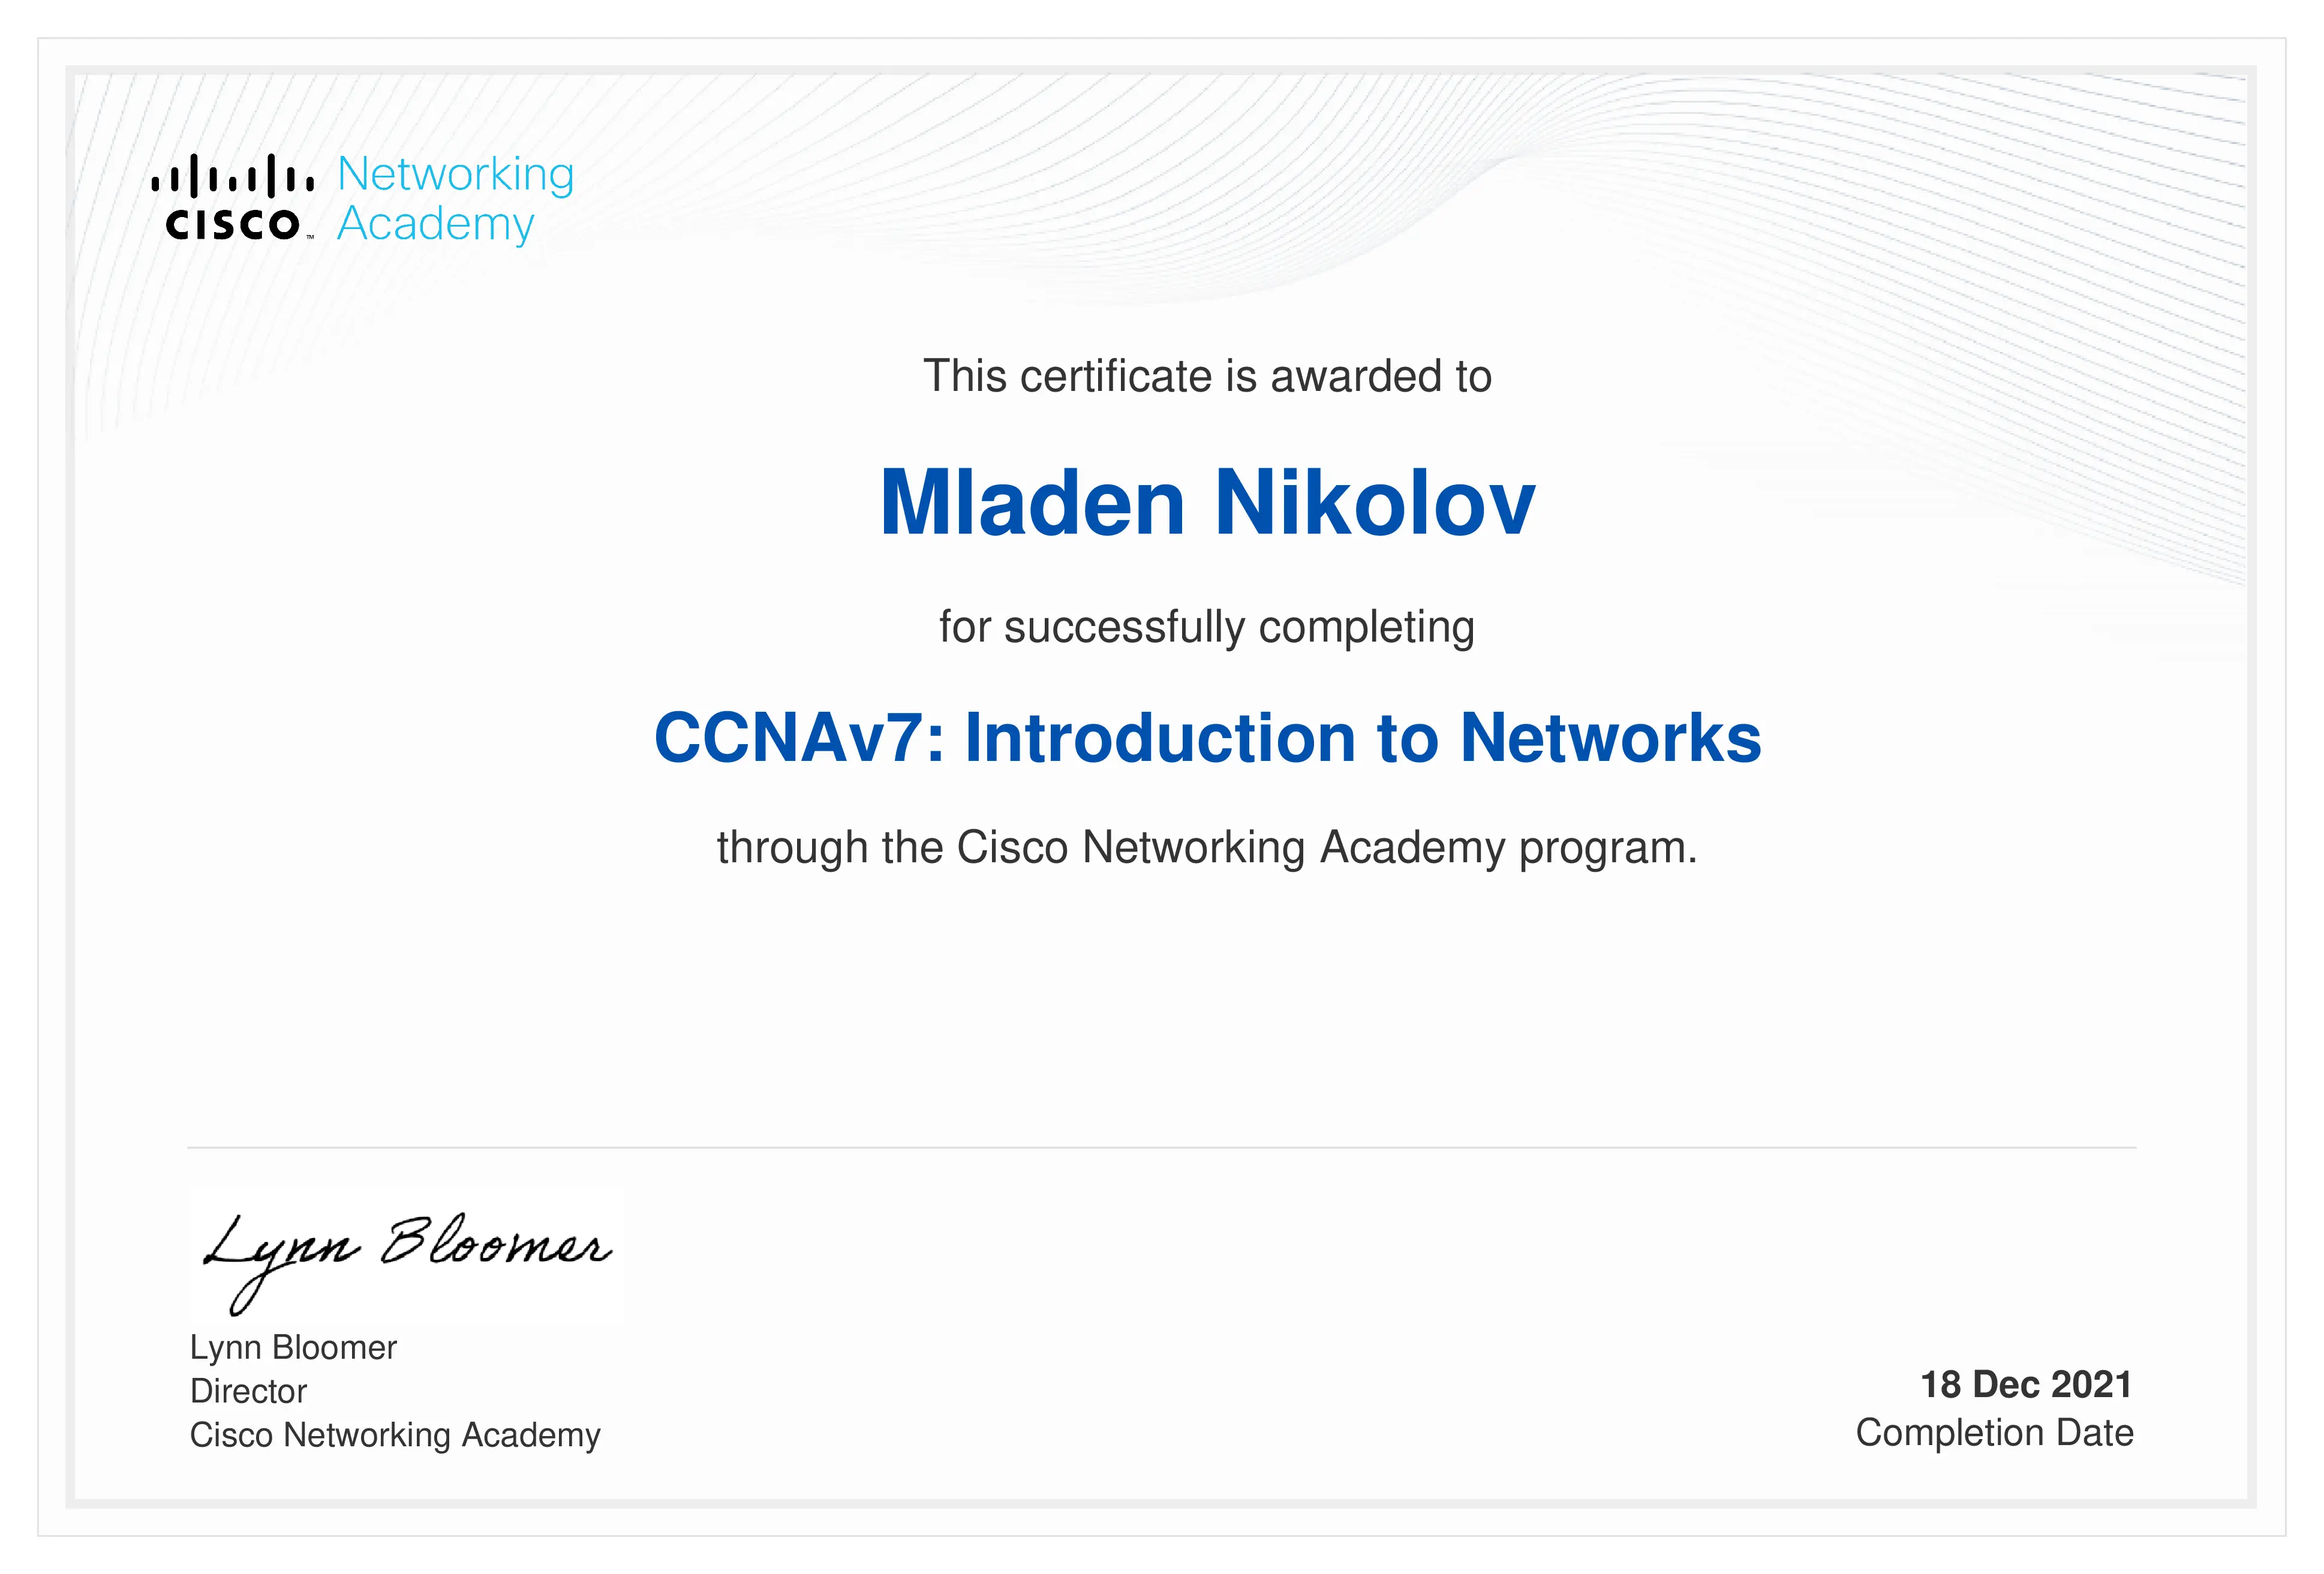 CISCO™
Networking
Academy
This certificate is awarded to
Mladen Nikolov
for successfully completing
CCNAv7: Introduction to Networks
through the Cisco Networking Academy program.
Lynn Bloomer
Lynn Bloomer
Director
Cisco Networking Academy
18 Dec 2021
Completion Date